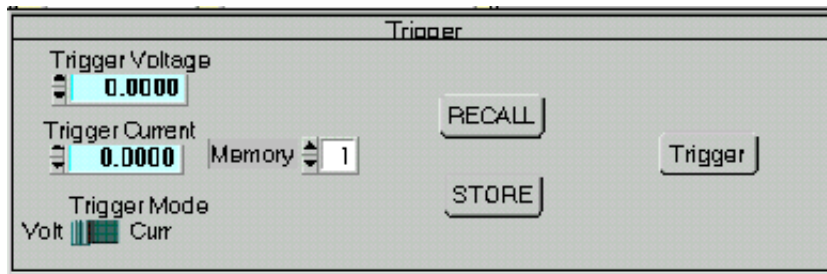 Trigger
Trigger Voltage
0.0000
Trigger Current
0.0000
Memory 1
RECALL
STORE
Trigger
Trigger Mode
Volt Curr